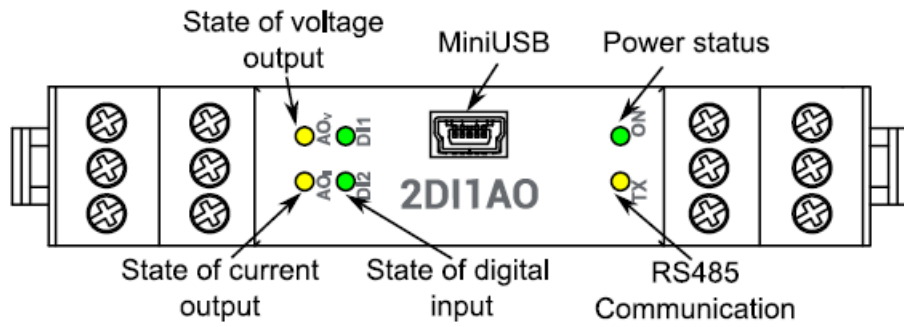 State of voltage
output
MiniUSB
Power status
AOv
DI1
ON
AOI
DI2
2DI1AO
TX
State of current
output
State of digital
input
RS485
Communication